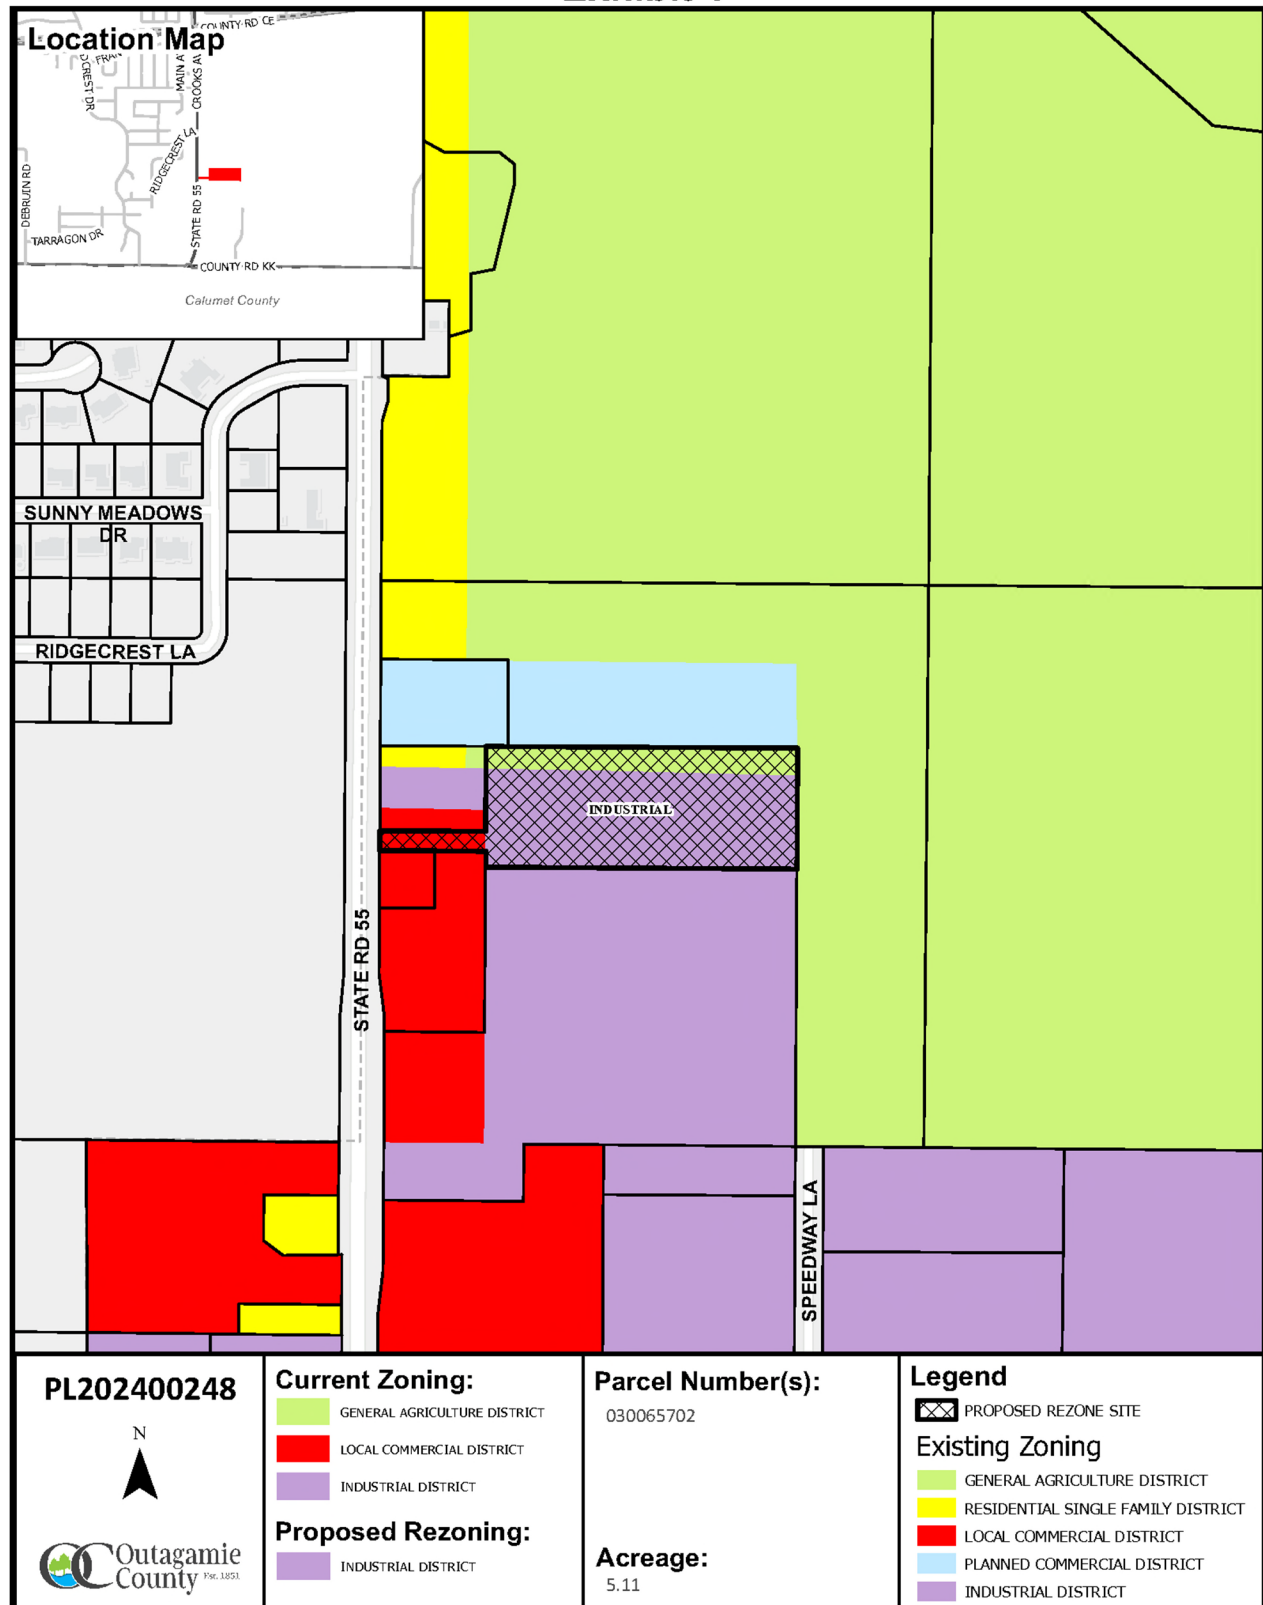 Location Map
COUNTY RD CE
FRAN
DCREST DR
MAIN A
CROOKS AV
RIDGECREST LA
DEBRUIN RD
STATE RD 55
TARRAGON DR
COUNTY RD KK
Calumet County
SUNNY MEADOWS
DR
RIDGECREST LA
INDUSTRIAL
STATE RD 55
SPEEDWAY LA
PL202400248
N
Outagamie
County Est. 1851
Current Zoning:
GENERAL AGRICULTURE DISTRICT
LOCAL COMMERCIAL DISTRICT
INDUSTRIAL DISTRICT
Proposed Rezoning:
INDUSTRIAL DISTRICT
Parcel Number(s):
030065702
Acreage:
5.11
Legend
PROPOSED REZONE SITE
Existing Zoning
GENERAL AGRICULTURE DISTRICT
RESIDENTIAL SINGLE FAMILY DISTRICT
LOCAL COMMERCIAL DISTRICT
PLANNED COMMERCIAL DISTRICT
INDUSTRIAL DISTRICT